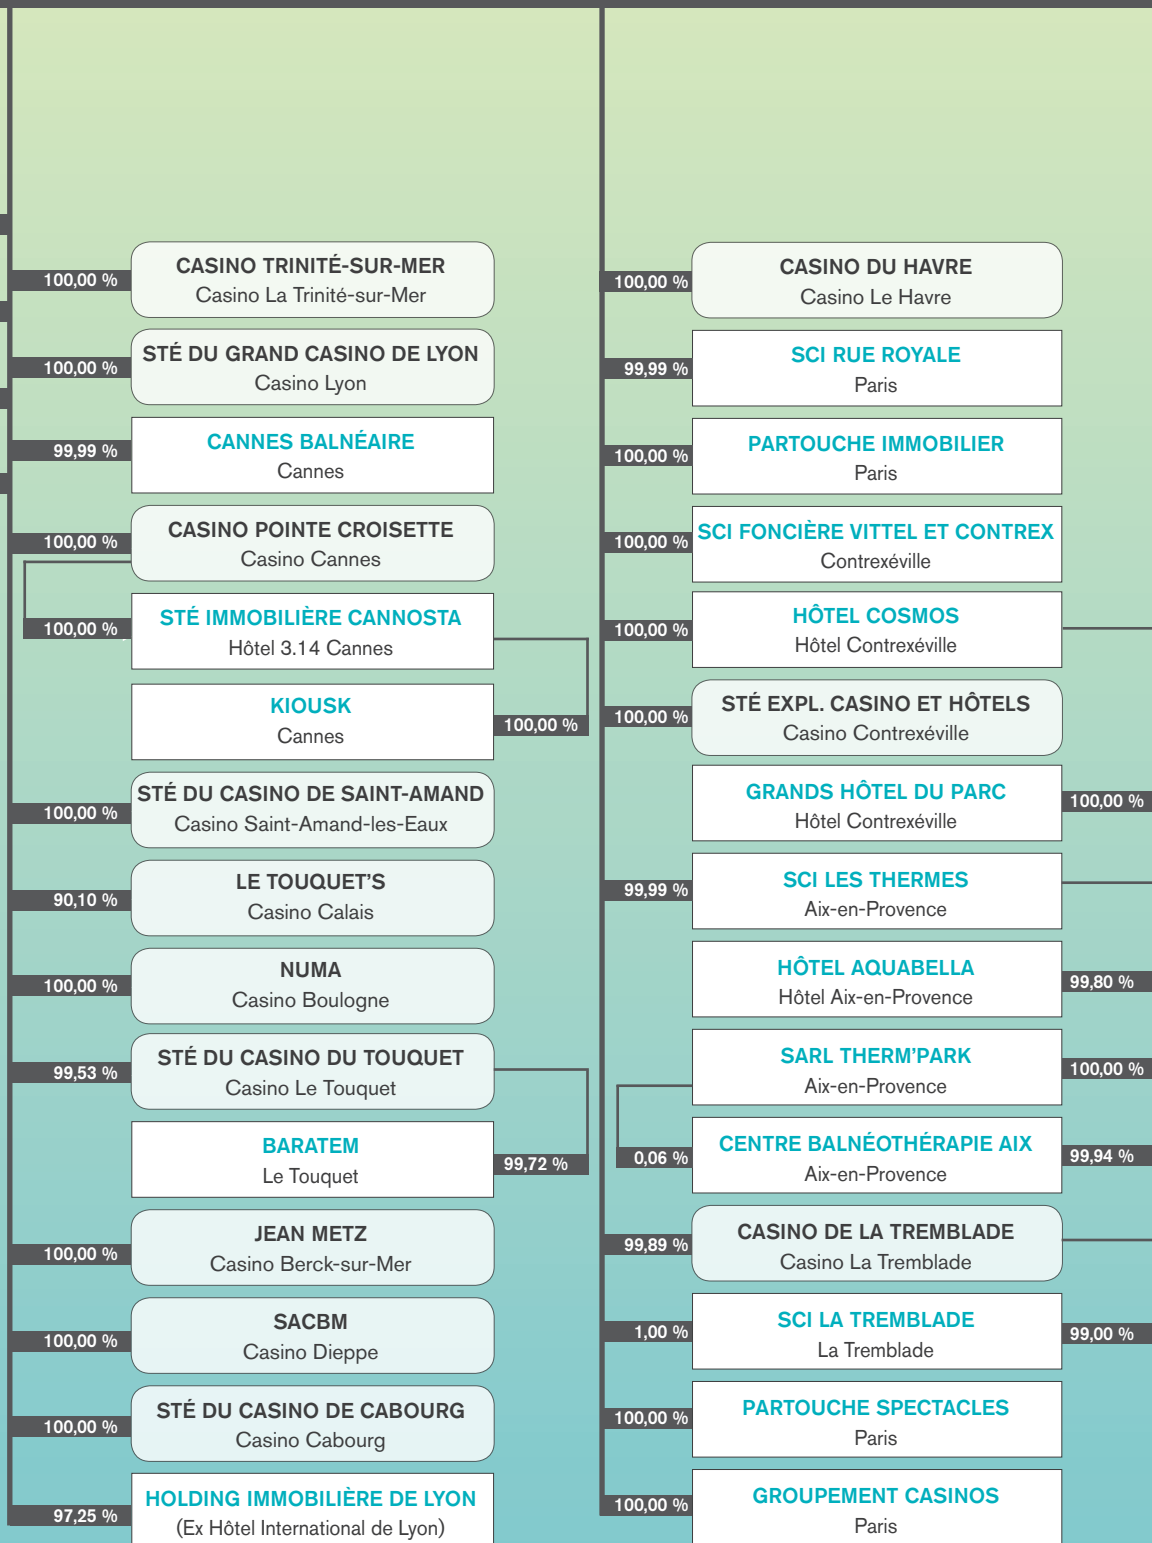 100,00 %
CASINO TRINITÉ-SUR-MER
Casino La Trinité-sur-Mer
100,00 %
STÉ DU GRAND CASINO DE LYON
Casino Lyon
99,99 %
CANNES BALNÉAIRE
Cannes
100,00 %
CASINO POINTE CROISETTE
Casino Cannes
100,00 %
STÉ IMMOBILIÈRE CANNOSTA
Hôtel 3.14 Cannes
KIOUSK
Cannes
100,00 %
100,00 %
STÉ DU CASINO DE SAINT-AMAND
Casino Saint-Amand-les-Eaux
90,10 %
LE TOUQUET'S
Casino Calais
100,00 %
NUMA
Casino Boulogne
99,53 %
STÉ DU CASINO DU TOUQUET
Casino Le Touquet
BARATEM
Le Touquet
99,72 %
100,00 %
JEAN METZ
Casino Berck-sur-Mer
100,00 %
SACBM
Casino Dieppe
100,00 %
STÉ DU CASINO DE CABOURG
Casino Cabourg
97,25 %
HOLDING IMMOBILIÈRE DE LYON
(Ex Hôtel International de Lyon)
100,00 %
CASINO DU HAVRE
Casino Le Havre
99,99 %
SCI RUE ROYALE
Paris
100,00 %
PARTOUCHE IMMOBILIER
Paris
100,00 %
SCI FONCIÈRE VITTEL ET CONTREX
Contrexéville
100,00 %
HÔTEL COSMOS
Hôtel Contrexéville
100,00 %
STÉ EXPL. CASINO ET HÔTELS
Casino Contrexéville
GRANDS HÔTEL DU PARC
Hôtel Contrexéville
100,00 %
99,99 %
SCI LES THERMES
Aix-en-Provence
HÔTEL AQUABELLA
Hôtel Aix-en-Provence
99,80 %
SARL THERM'PARK
Aix-en-Provence
100,00 %
0,06 %
CENTRE BALNÉOTHÉRAPIE AIX
Aix-en-Provence
99,94 %
99,89 %
CASINO DE LA TREMBLADE
Casino La Tremblade
1,00 %
SCI LA TREMBLADE
La Tremblade
99,00 %
100,00 %
PARTOUCHE SPECTACLES
Paris
100,00 %
GROUPEMENT CASINOS
Paris